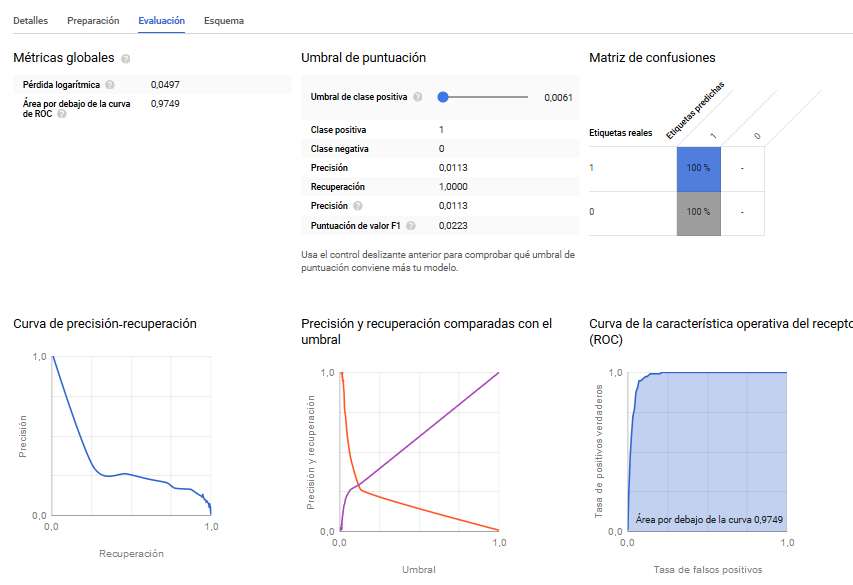 Detalles Preparación Evaluación Esquema
Métricas globales
Pérdida logarítmica 0,0497
Área por debajo de la curva
de ROC 0,9749
Umbral de puntuación
Umbral de clase positiva 0,0061
Clase positiva 1
Clase negativa 0
Precisión 0,0113
Recuperación 1,0000
Precisión 0,0113
Puntuación de valor F1 0,0223
Usa el control deslizante anterior para comprobar qué umbral de
puntuación conviene más tu modelo.
Matriz de confusiones
Etiquetas reales
Etiquetas predichas
1 0
1 100 % -
0 100 % -
Curva de precisión-recuperación
1,0
Precisión
0,0
0,0 1,0
Recuperación
Precisión y recuperación comparadas con el
umbral
1,0
Precisión y recuperación
0,0
0,0 1,0
Umbral
Curva de la característica operativa del recepto
(ROC)
1,0
Tasa de positivos verdaderos
Área por debajo de la curva 0,9749
0,0
0,0 1,0
Tasa de falsos positivos